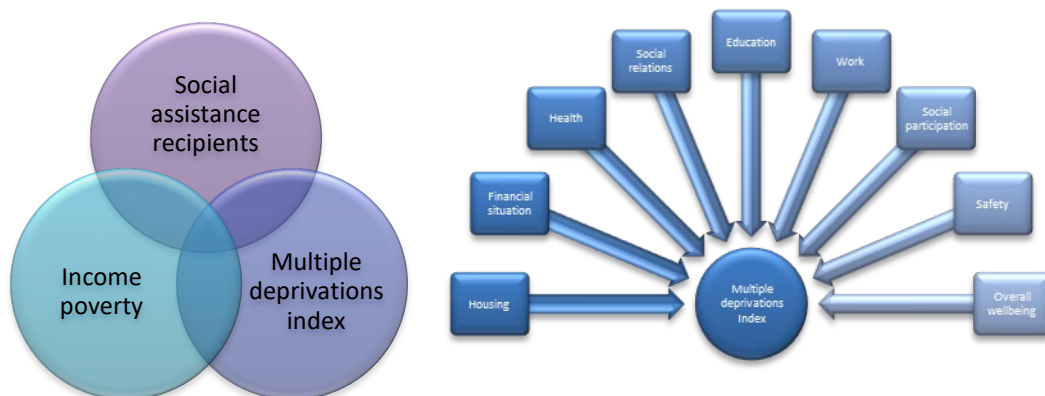 Social
assistance
recipients
Income
poverty
Multiple
deprivations
index
Housing
Financial
situation
Health
Social
relations
Education
Work
Social
participation
Safety
Overall
wellbeing
Multiple
deprivations
Index